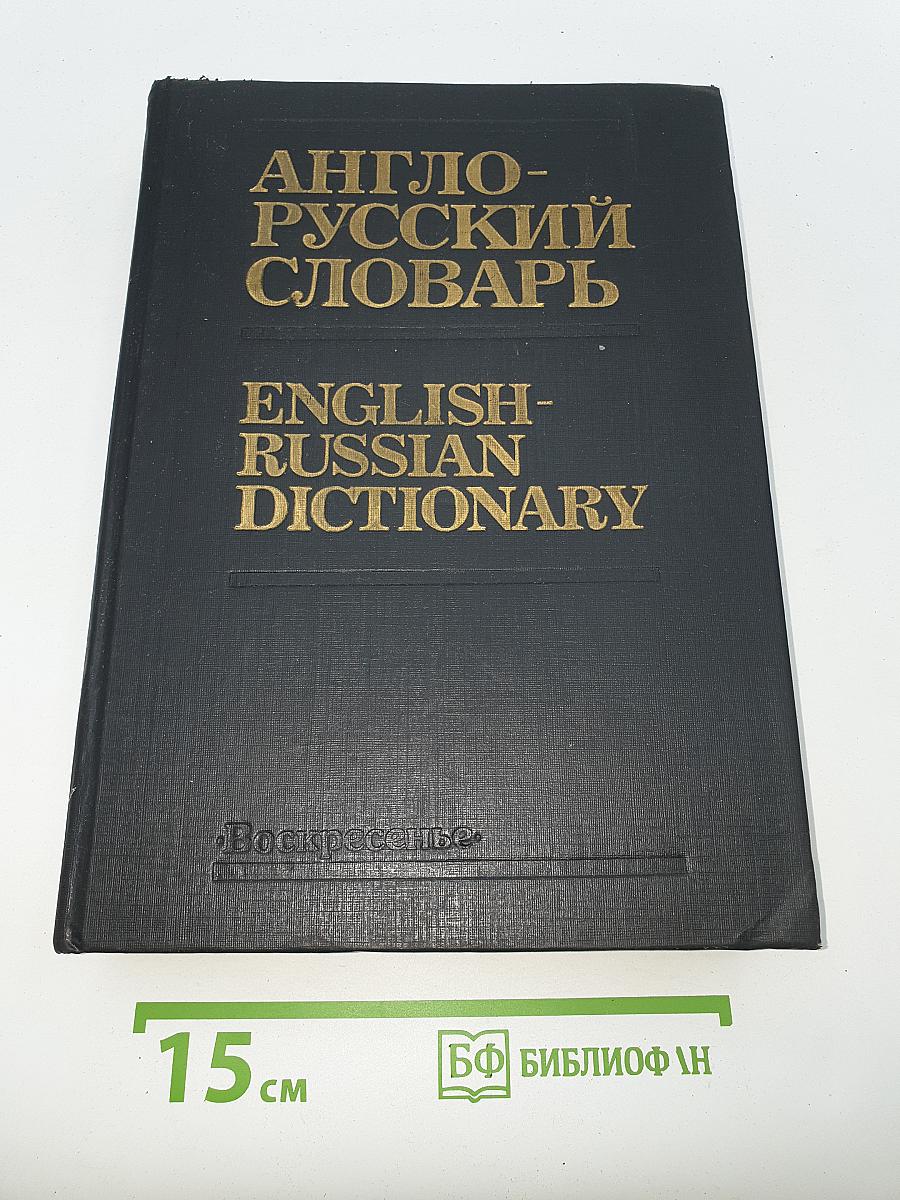 АНГЛО-
РУССКИЙ
СЛОВАРЬ
ENGLISH-
RUSSIAN
DICTIONARY
·Воскресенье·
15 см
БФ БИБЛИОФ\Н